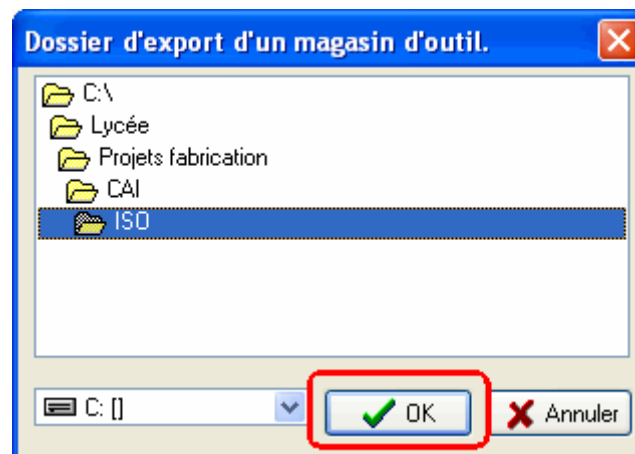 Dossier d'export d'un magasin d'outil.
C:\
Lycée
Projets fabrication
CAI
ISO
C: []
OK
Annuler